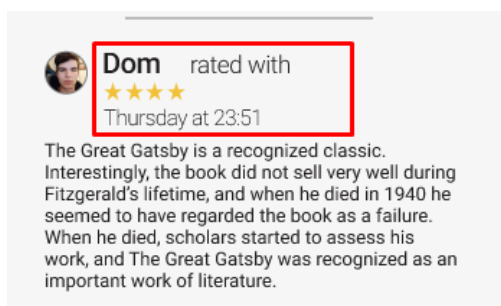 Dom rated with
★★★★
Thursday at 23:51
The Great Gatsby is a recognized classic.
Interestingly, the book did not sell very well during
Fitzgerald's lifetime, and when he died in 1940 he
seemed to have regarded the book as a failure.
When he died, scholars started to assess his
work, and The Great Gatsby was recognized as an
important work of literature.